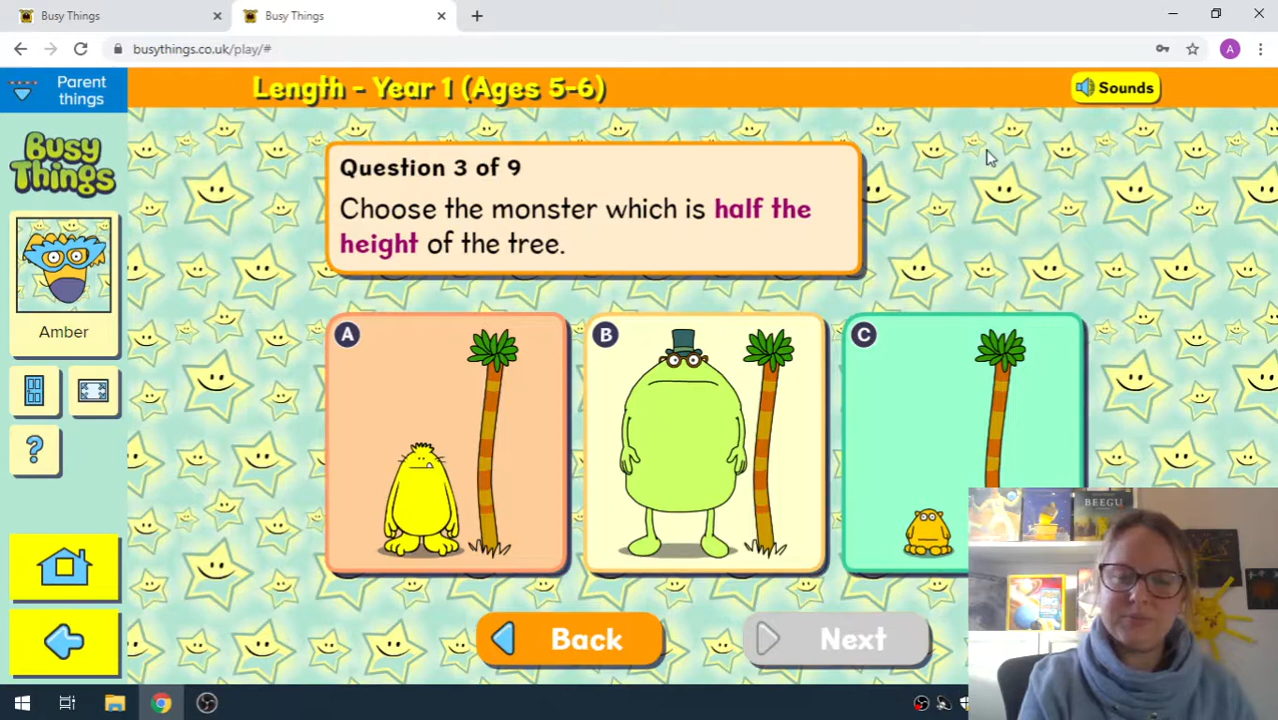 Busy Things
Busy Things
busythings.co.uk/play/#
A
Parent
things
Length - Year 1 (Ages 5-6)
Sounds
Busy
Things
Question 3 of 9
Choose the monster which is half the
height of the tree.
Amber
A
B
C
?
BEEGU
Back
Next